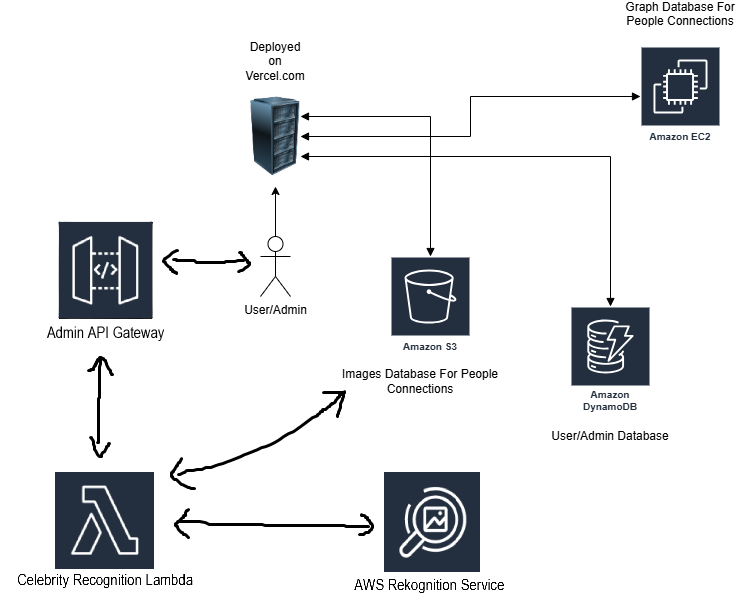 Graph Database For
People Connections
Deployed
on
Vercel.com
Amazon EC2
</>
User/Admin
Admin API Gateway
Amazon S3
Images Database For People
Connections
Amazon
DynamoDB
User/Admin Database
Celebrity Recognition Lambda
AWS Rekognition Service